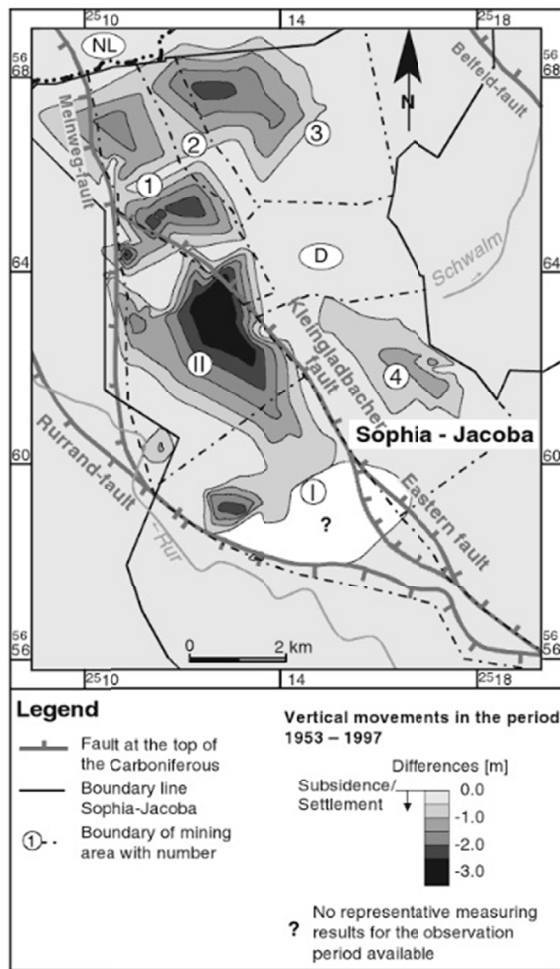 25 10
14
25 18
56 68
68
NL
Belfeld-fault
Meinweg-fault
N
3
2
1
64
64
D
Schwalm
Kleingladbacher fault
II
4
Sophia - Jacoba
60
60
Rurrand-fault
I
Eastern fault
?
Rur
56 56
56 56
0
2 km
25 10
14
25 18
Legend
Fault at the top of
the Carboniferous
Boundary line
Sophia-Jacoba
1
Boundary of mining
area with number
Vertical movements in the period
1953 – 1997
Differences [m]
Subsidence/
Settlement
0.0
-1.0
-2.0
-3.0
? No representative measuring
results for the observation
period available